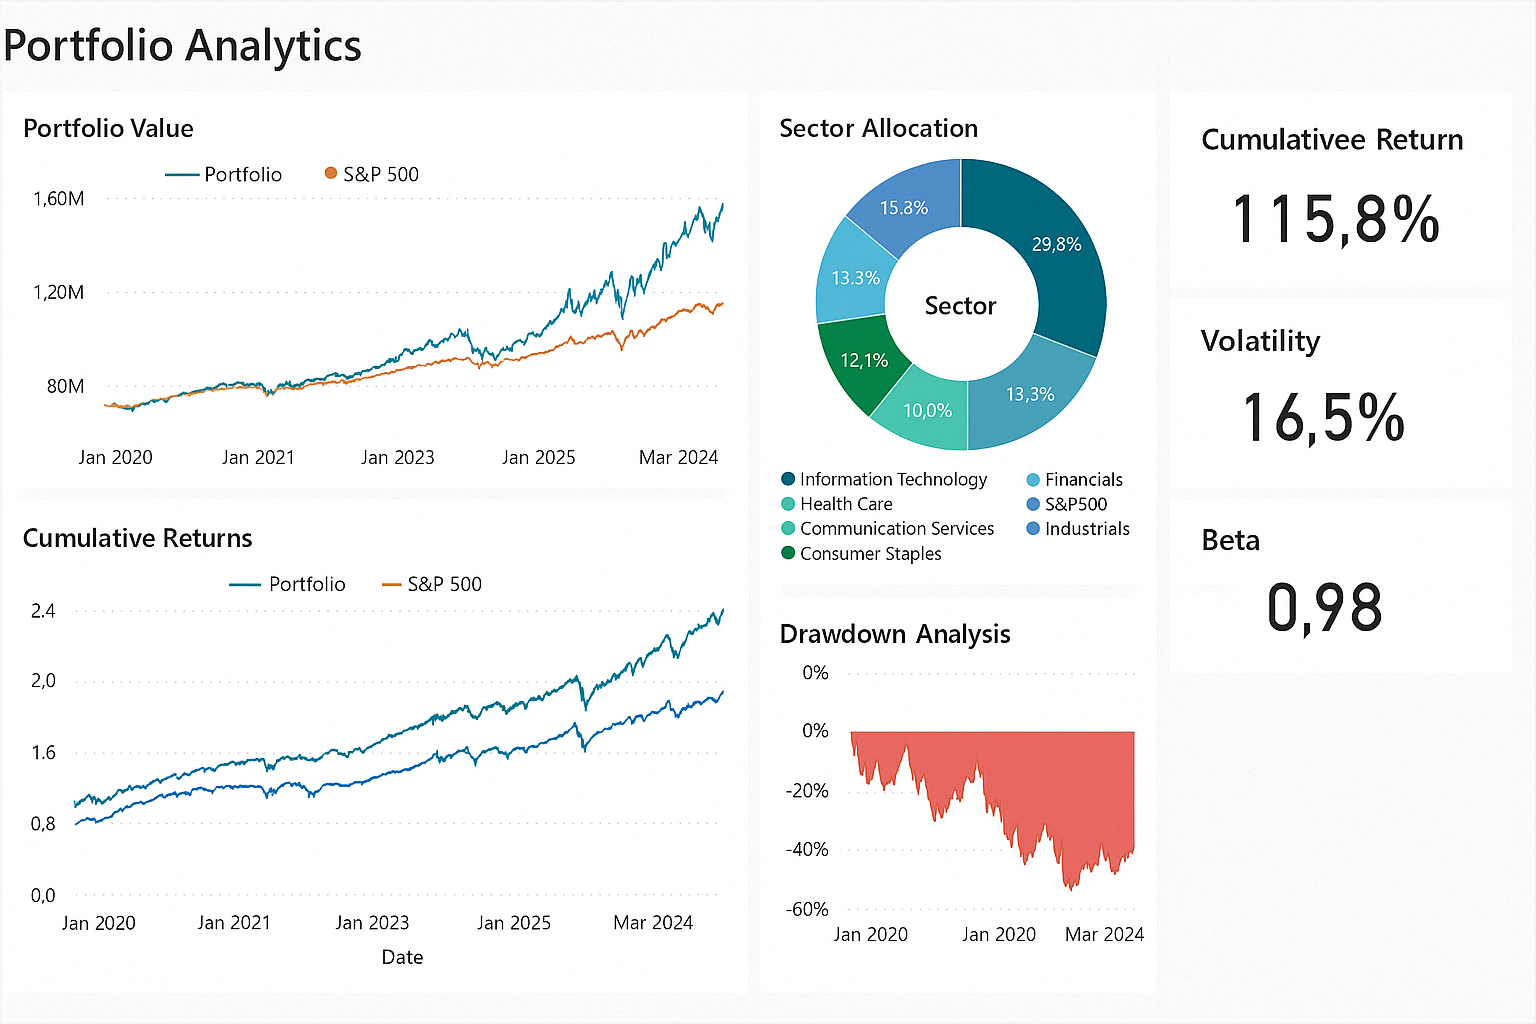 Portfolio Analytics
Portfolio Value
Portfolio
S&P 500
1,60M
1,20M
80M
Jan 2020
Jan 2021
Jan 2023
Jan 2025
Mar 2024
Cumulative Returns
Portfolio
S&P 500
2.4
2,0
1.6
0,8
0,0
Jan 2020
Jan 2021
Jan 2023
Jan 2025
Mar 2024
Date
Sector Allocation
15.8%
29,8%
13.3%
Sector
12,1%
13,3%
10,0%
Information Technology
Financials
Health Care
S&P500
Communication Services
Industrials
Consumer Staples
Drawdown Analysis
0%
0%
-20%
-40%
-60%
Jan 2020
Jan 2020
Mar 2024
Cumulativee Return
115,8%
Volatility
16,5%
Beta
0,98